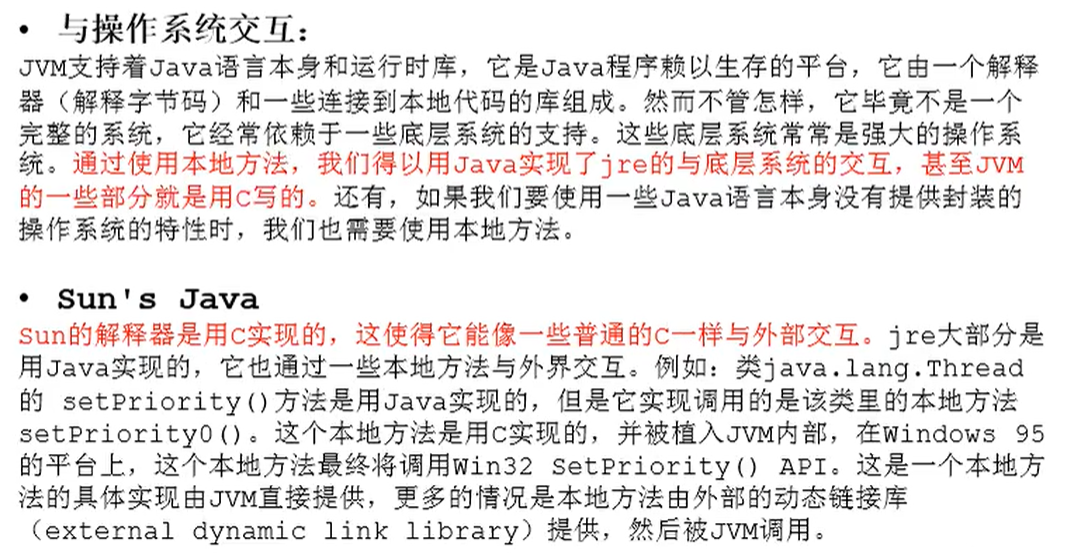 • 与操作系统交互：
JVM支持着Java语言本身和运行时库，它是Java程序赖以生存的平台，它由一个解释
器（解释字节码）和一些连接到本地代码的库组成。然而不管怎样，它毕竟不是一个
完整的系统，它经常依赖于一些底层系统的支持。这些底层系统常常是强大的操作系
统。通过使用本地方法，我们得以用Java实现了jre的与底层系统的交互，甚至JVM
的一些部分就是用C写的。还有，如果我们要使用一些Java语言本身没有提供封装的
操作系统的特性时，我们也需要使用本地方法。
• Sun's Java
Sun的解释器是用C实现的，这使得它能像一些普通的C一样与外部交互。jre大部分是
用Java实现的，它也通过一些本地方法与外界交互。例如：类java.lang.Thread
的 setPriority()方法是用Java实现的，但是它实现调用的是该类里的本地方法
setPriority0()。这个本地方法是用C实现的，并被植入JVM内部，在Windows 95
的平台上，这个本地方法最终将调用Win32 SetPriority() API。这是一个本地方
法的具体实现由JVM直接提供，更多的情况是本地方法由外部的动态链接库
（external dynamic link library）提供，然后被JVM调用。